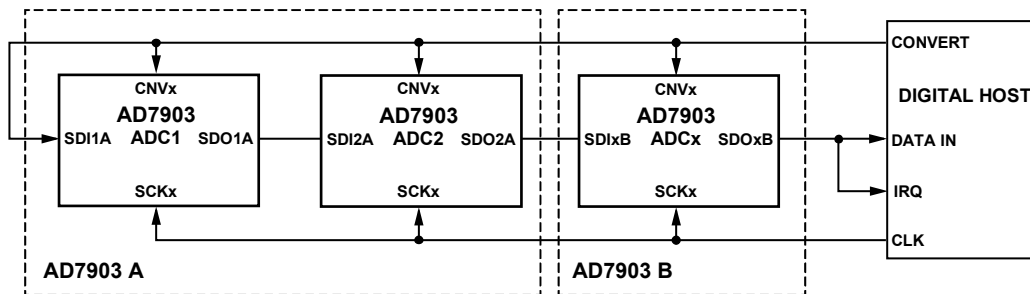 CONVERT
CNVx CNVx CNVx
AD7903 AD7903 AD7903 DIGITAL HOST
SDI1A ADC1 SDO1A SDI2A ADC2 SDO2A SDIxB ADCx SDOxB DATA IN
SCKx SCKx SCKx IRQ
CLK
AD7903 A AD7903 B